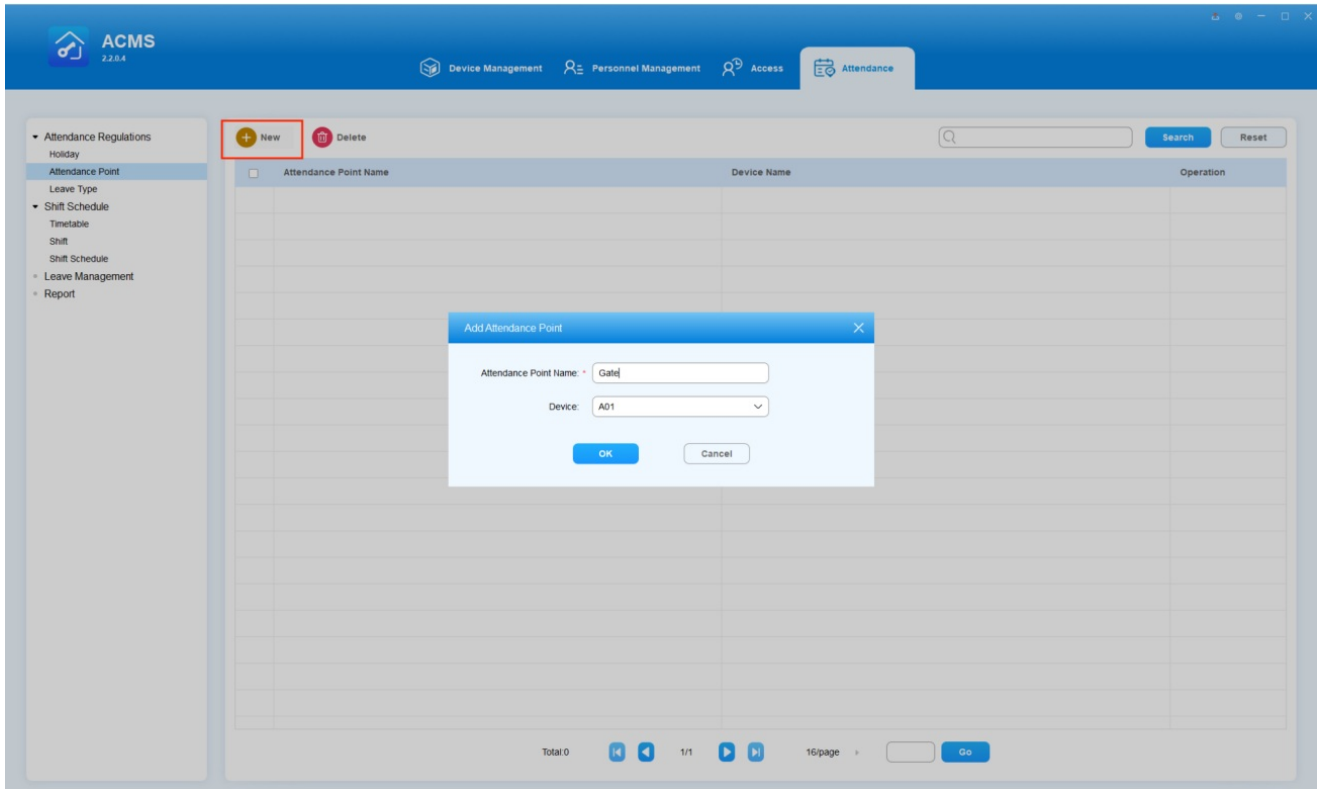 ACMS
2.2.0.4
Device Management Personnel Management Access Attendance
Attendance Regulations
Holiday
Attendance Point
Leave Type
Shift Schedule
Timetable
Shift
Shift Schedule
Leave Management
Report
New Delete Search Reset
Attendance Point Name Device Name Operation
Add Attendance Point
Attendance Point Name: * Gate
Device: A01
OK Cancel
Total:0 1/1 16/page Go